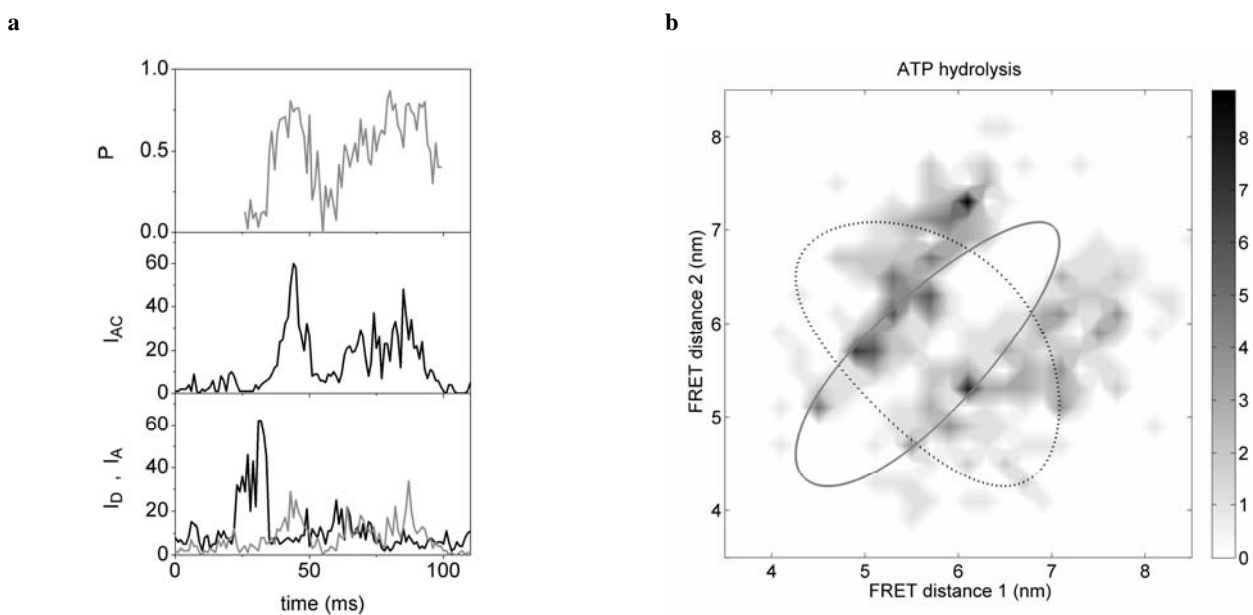 a
P
1.0
0.5
0.0
I_AC
60
40
20
0
I_D , I_A
60
40
20
0
0 50 100
time (ms)
b
ATP hydrolysis
FRET distance 2 (nm)
8
7
6
5
4
4 5 6 7 8
FRET distance 1 (nm)
8
7
6
5
4
3
2
1
0